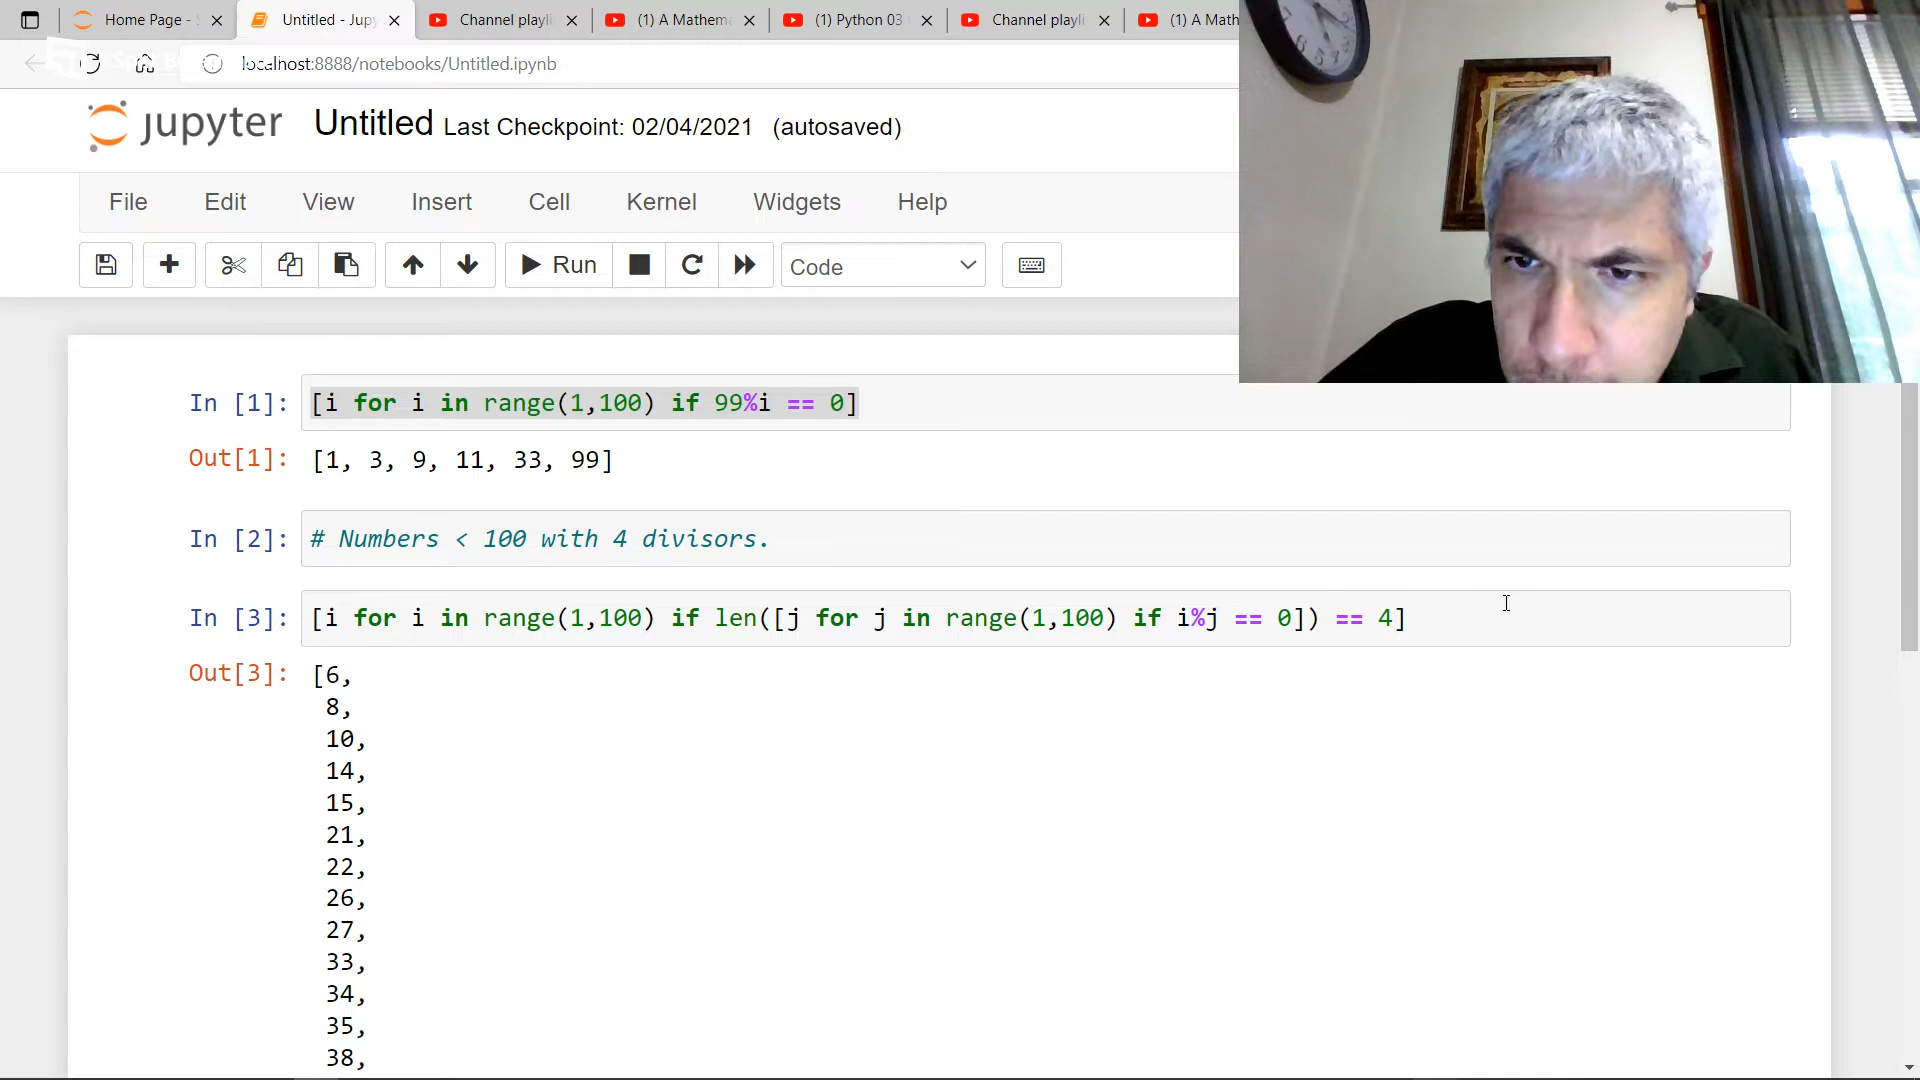 Home Page -
Untitled - Jupy
Channel playli
(1) A Mathema
(1) Python 03
Channel playli
(1) A Math
localhost:8888/notebooks/Untitled.ipynb
jupyter Untitled Last Checkpoint: 02/04/2021 (autosaved)
File Edit View Insert Cell Kernel Widgets Help
Run Code
In [1]: [i for i in range(1,100) if 99%i == 0]
Out[1]: [1, 3, 9, 11, 33, 99]
In [2]: # Numbers < 100 with 4 divisors.
In [3]: [i for i in range(1,100) if len([j for j in range(1,100) if i%j == 0]) == 4]
Out[3]: [6,
8,
10,
14,
15,
21,
22,
26,
27,
33,
34,
35,
38,